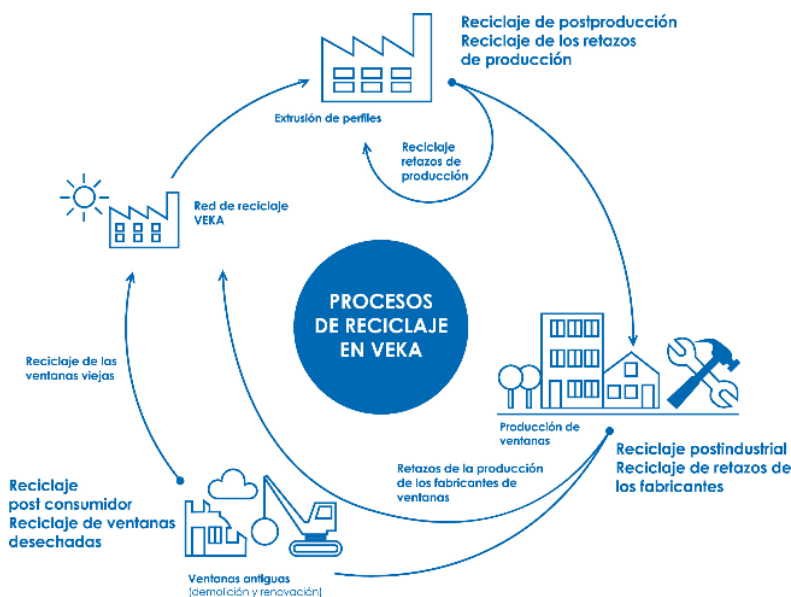 Reciclaje de postproducción
Reciclaje de los retazos
de producción
Extrusión de perfiles
Reciclaje
retazos de
producción
Red de reciclaje
VEKA
PROCESOS
DE RECICLAJE
EN VEKA
Reciclaje de las
ventanas viejas
Producción de
ventanas
Reciclaje postindustrial
Reciclaje de retazos de
los fabricantes
Retazos de la producción
de los fabricantes de
ventanas
Reciclaje
post consumidor
Reciclaje de ventanas
desechadas
Ventanas antiguas
(demolición y renovación)